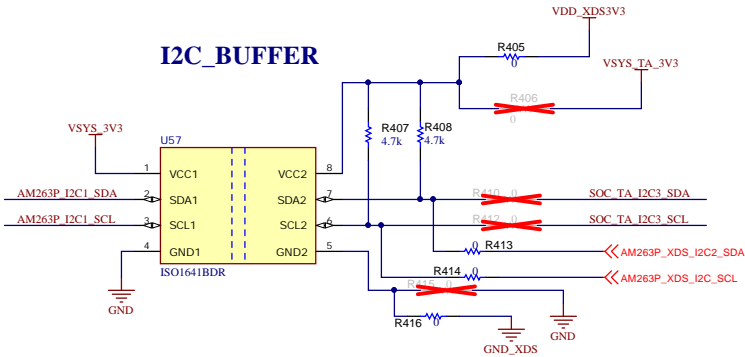 VDD_XDS3V3
I2C_BUFFER
R405
0
VSYS_TA_3V3
R406
0
VSYS_3V3
U57
R407
4.7k
R408
4.7k
1
VCC1
VCC2
8
AM263P_I2C1_SDA
2
SDA1
SDA2
7
R410
0
SOC_TA_I2C3_SDA
AM263P_I2C1_SCL
3
SCL1
SCL2
6
R412
0
SOC_TA_I2C3_SCL
4
GND1
GND2
5
0
R413
AM263P_XDS_I2C2_SDA
ISO1641BDR
R414
0
AM263P_XDS_I2C_SCL
R415
0
GND
R416
0
GND_XDS
GND